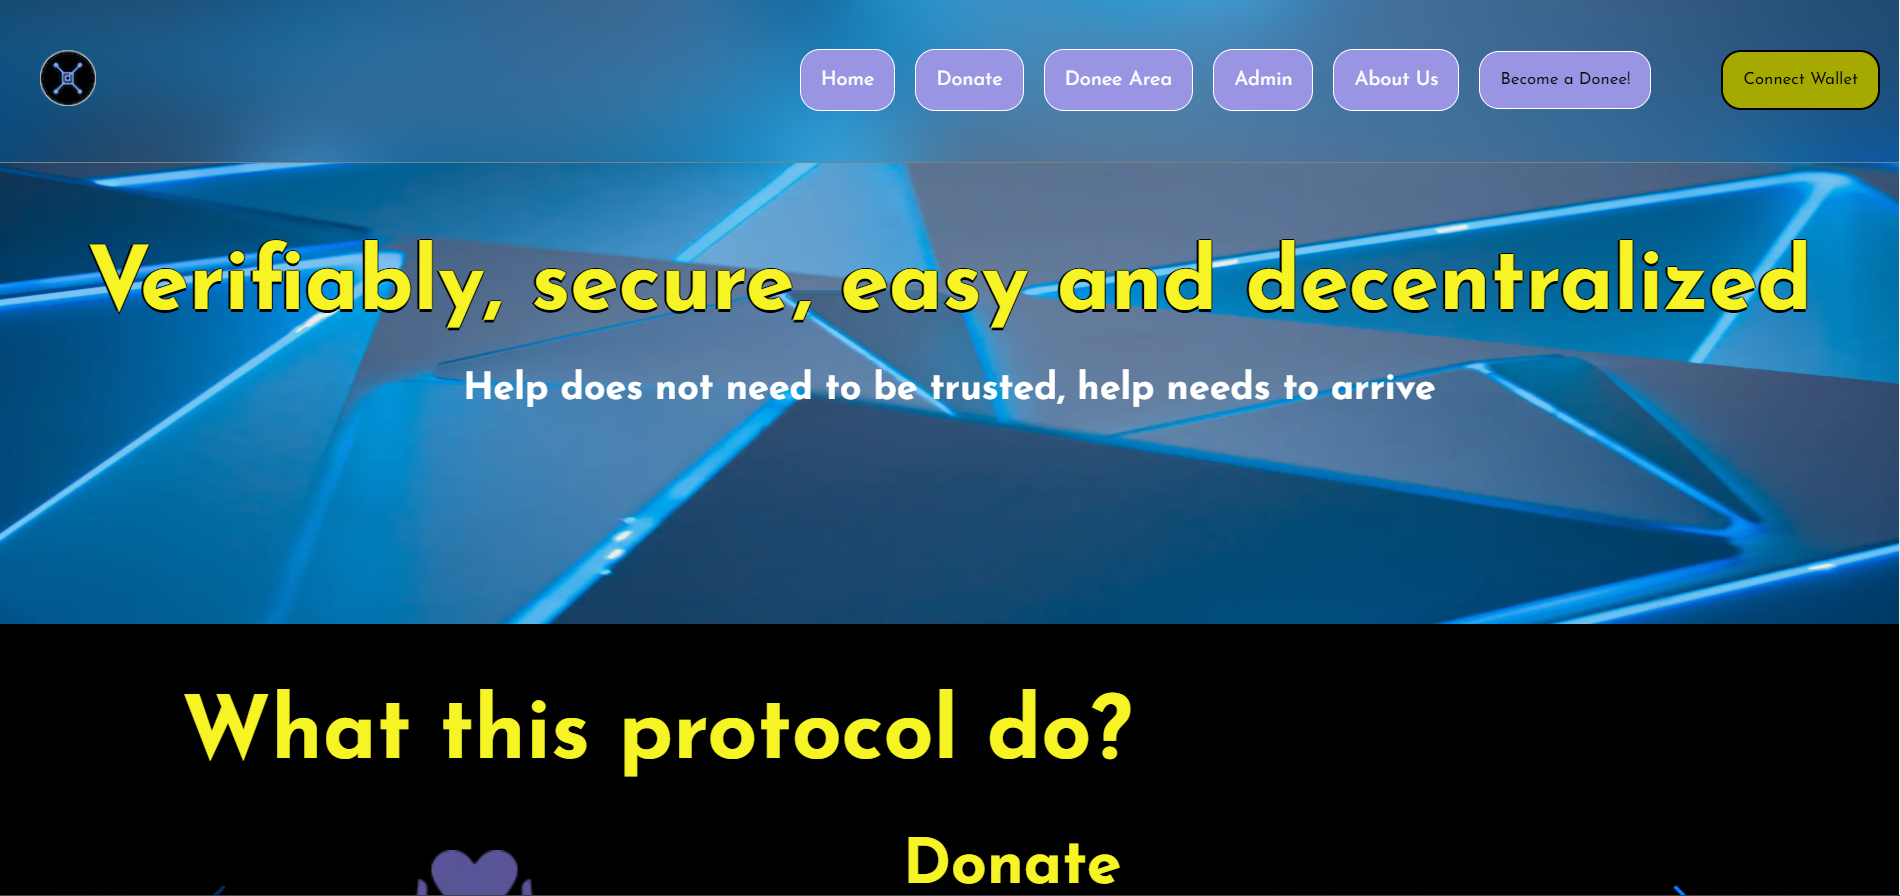 Home Donate Donee Area Admin About Us Become a Donee! Connect Wallet
Verifiably, secure, easy and decentralized
Help does not need to be trusted, help needs to arrive
What this protocol do?
Donate